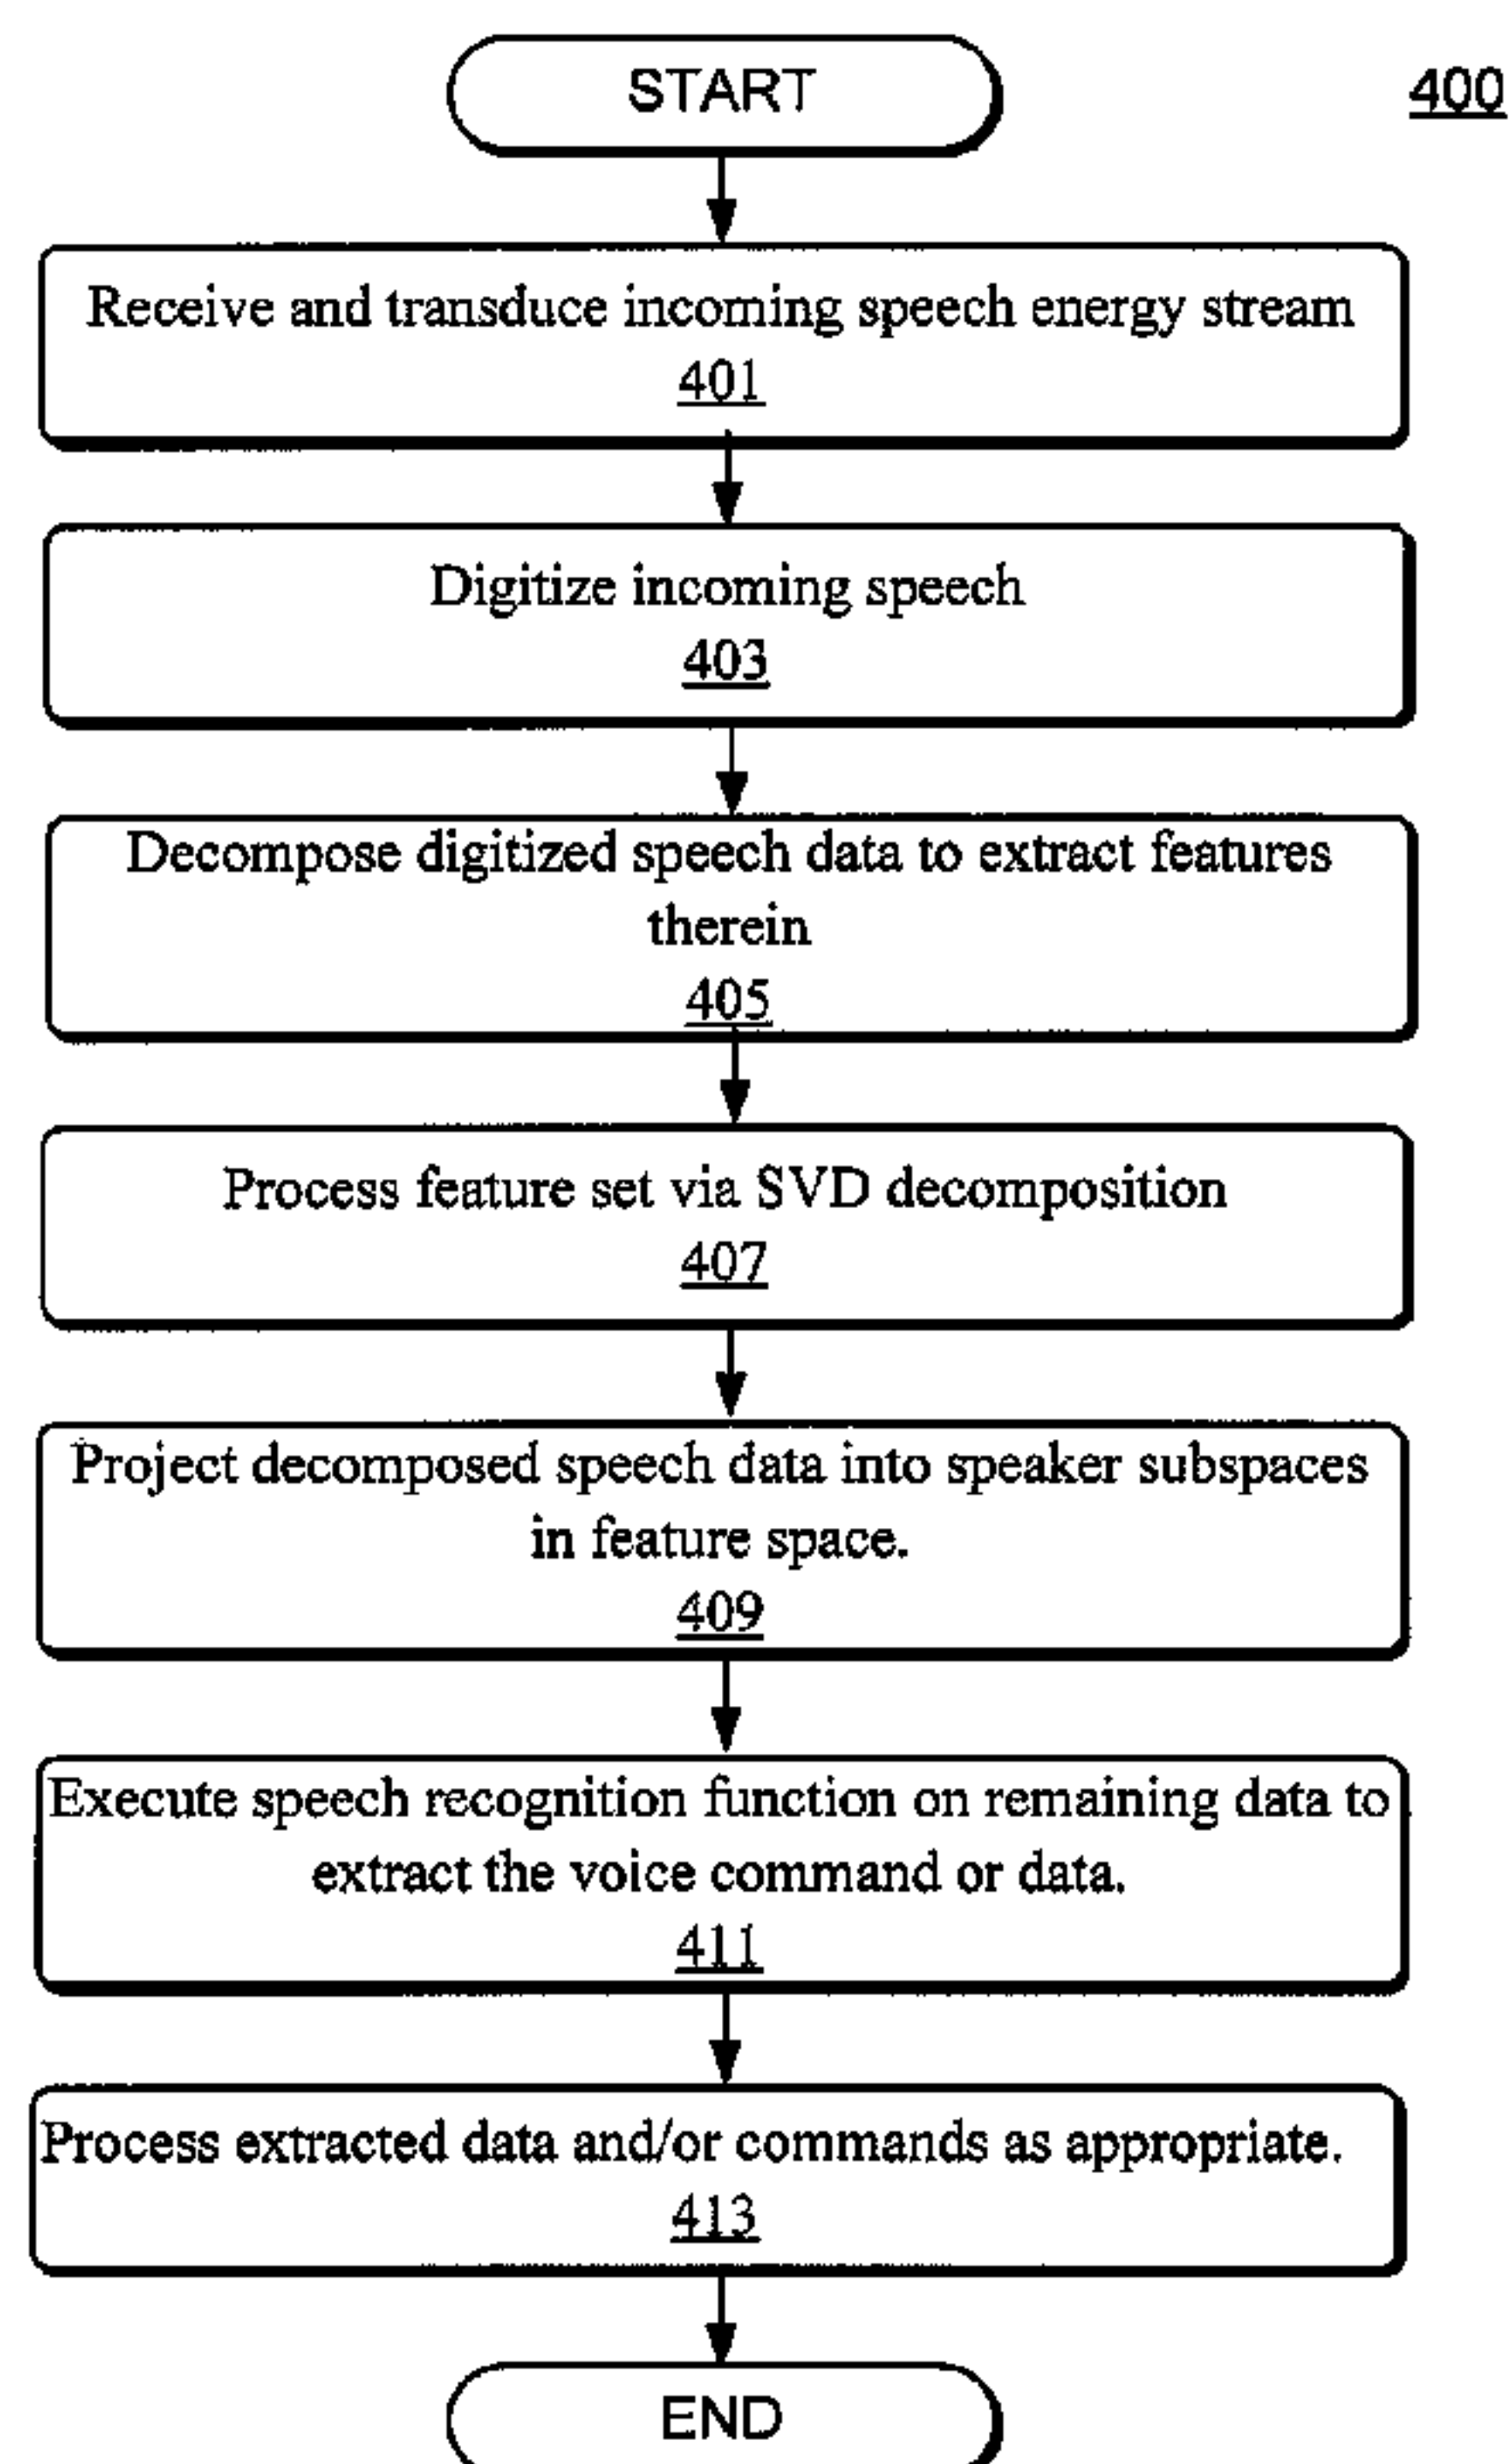 START
400
Receive and transduce incoming speech energy stream
401
Digitize incoming speech
403
Decompose digitized speech data to extract features
therein
405
Process feature set via SVD decomposition
407
Project decomposed speech data into speaker subspaces
in feature space.
409
Execute speech recognition function on remaining data to
extract the voice command or data.
411
Process extracted data and/or commands as appropriate.
413
END